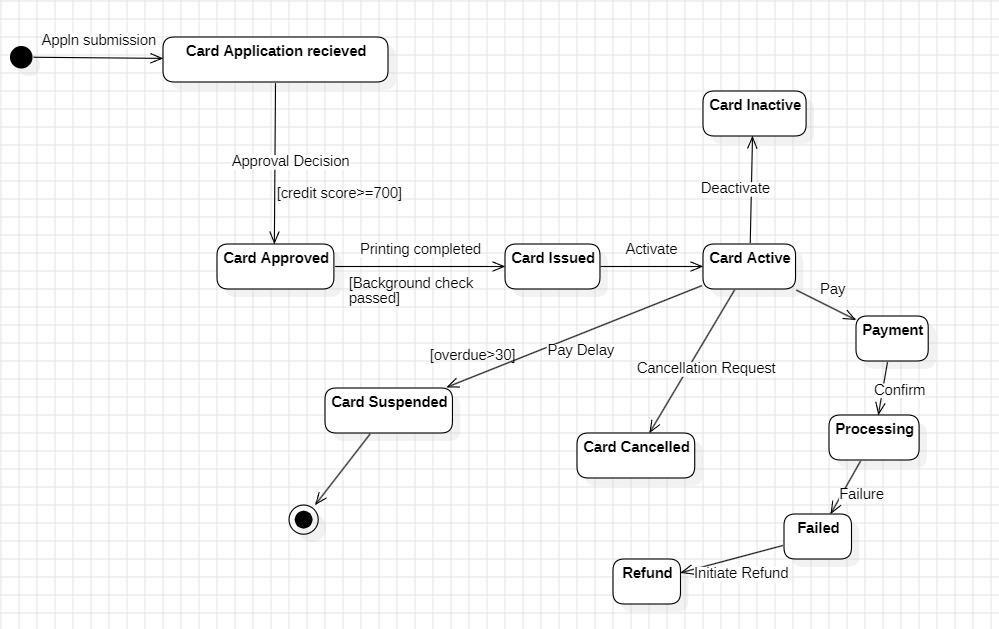 Appln submission
Card Application recieved
Card Inactive
Approval Decision
Deactivate
[credit score>=700]
Card Approved
Printing completed
Card Issued
Activate
Card Active
[Background check
passed]
Pay
Payment
[overdue>30]
Pay Delay
Cancellation Request
Confirm
Card Suspended
Processing
Card Cancelled
Failure
Failed
Refund
Initiate Refund